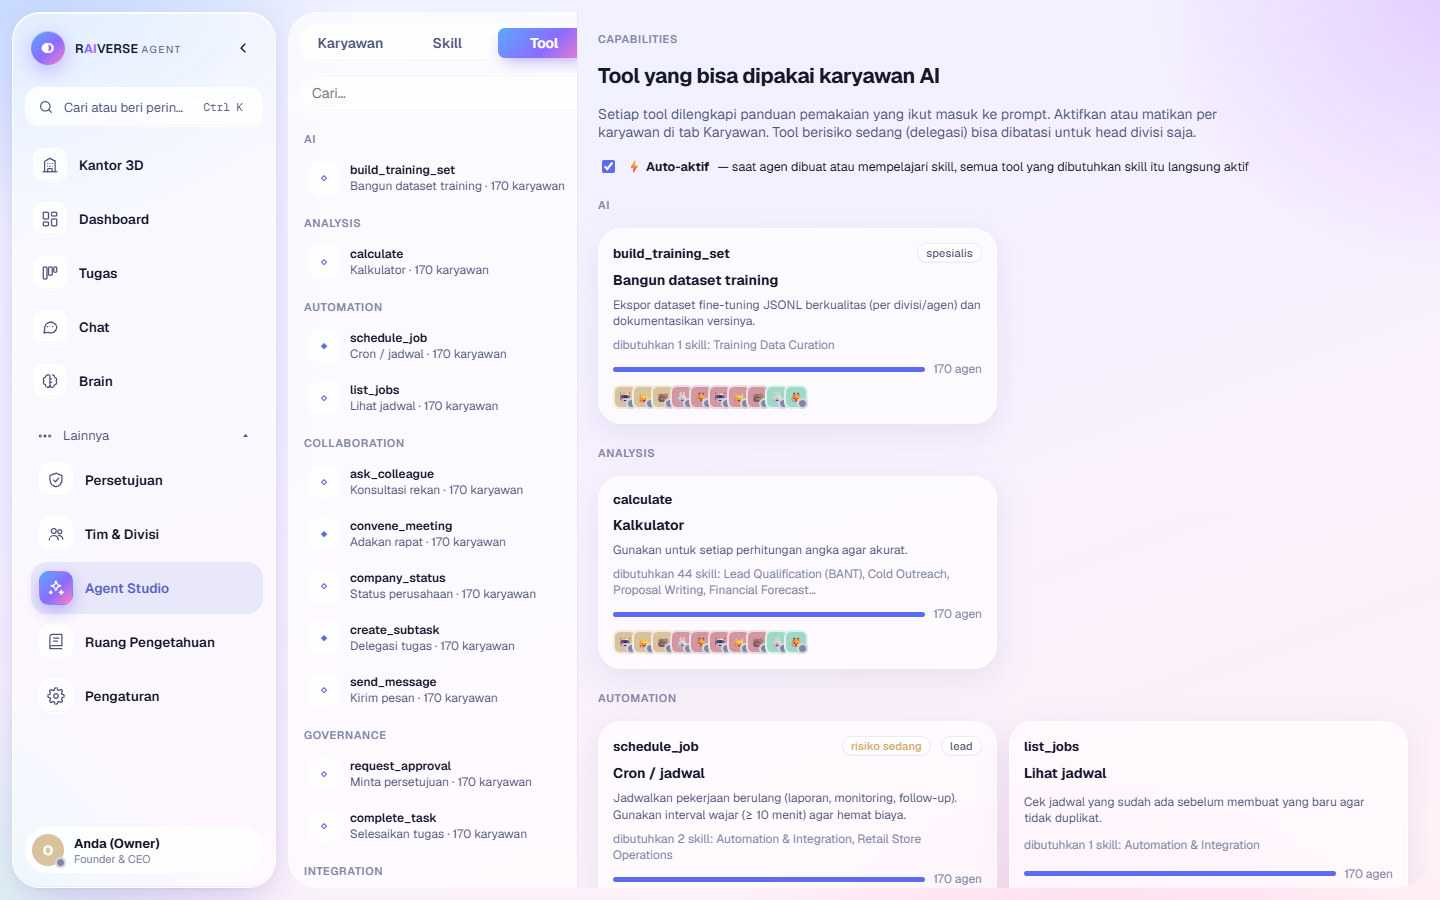 RAIVERSE AGENT
Cari atau beri perin... Ctrl K
Kantor 3D
Dashboard
Tugas
Chat
Brain
Lainnya
Persetujuan
Tim & Divisi
Agent Studio
Ruang Pengetahuan
Pengaturan
O
Anda (Owner)
Founder & CEO
Karyawan Skill Tool
Cari...
AI
build_training_set
Bangun dataset training · 170 karyawan
ANALYSIS
calculate
Kalkulator · 170 karyawan
AUTOMATION
schedule_job
Cron / jadwal · 170 karyawan
list_jobs
Lihat jadwal · 170 karyawan
COLLABORATION
ask_colleague
Konsultasi rekan · 170 karyawan
convene_meeting
Adakan rapat · 170 karyawan
company_status
Status perusahaan · 170 karyawan
create_subtask
Delegasi tugas · 170 karyawan
send_message
Kirim pesan · 170 karyawan
GOVERNANCE
request_approval
Minta persetujuan · 170 karyawan
complete_task
Selesaikan tugas · 170 karyawan
INTEGRATION
CAPABILITIES
Tool yang bisa dipakai karyawan AI
Setiap tool dilengkapi panduan pemakaian yang ikut masuk ke prompt. Aktifkan atau matikan per
karyawan di tab Karyawan. Tool berisiko sedang (delegasi) bisa dibatasi untuk head divisi saja.
Auto-aktif — saat agen dibuat atau mempelajari skill, semua tool yang dibutuhkan skill itu langsung aktif
AI
build_training_set spesialis
Bangun dataset training
Ekspor dataset fine-tuning JSONL berkualitas (per divisi/agen) dan
dokumentasikan versinya.
dibutuhkan 1 skill: Training Data Curation
170 agen
ANALYSIS
calculate
Kalkulator
Gunakan untuk setiap perhitungan angka agar akurat.
dibutuhkan 44 skill: Lead Qualification (BANT), Cold Outreach,
Proposal Writing, Financial Forecast...
170 agen
AUTOMATION
schedule_job risiko sedang lead
Cron / jadwal
Jadwalkan pekerjaan berulang (laporan, monitoring, follow-up).
Gunakan interval wajar (≥ 10 menit) agar hemat biaya.
dibutuhkan 2 skill: Automation & Integration, Retail Store
Operations
170 agen
list_jobs
Lihat jadwal
Cek jadwal yang sudah ada sebelum membuat yang baru agar
tidak duplikat.
dibutuhkan 1 skill: Automation & Integration
170 agen